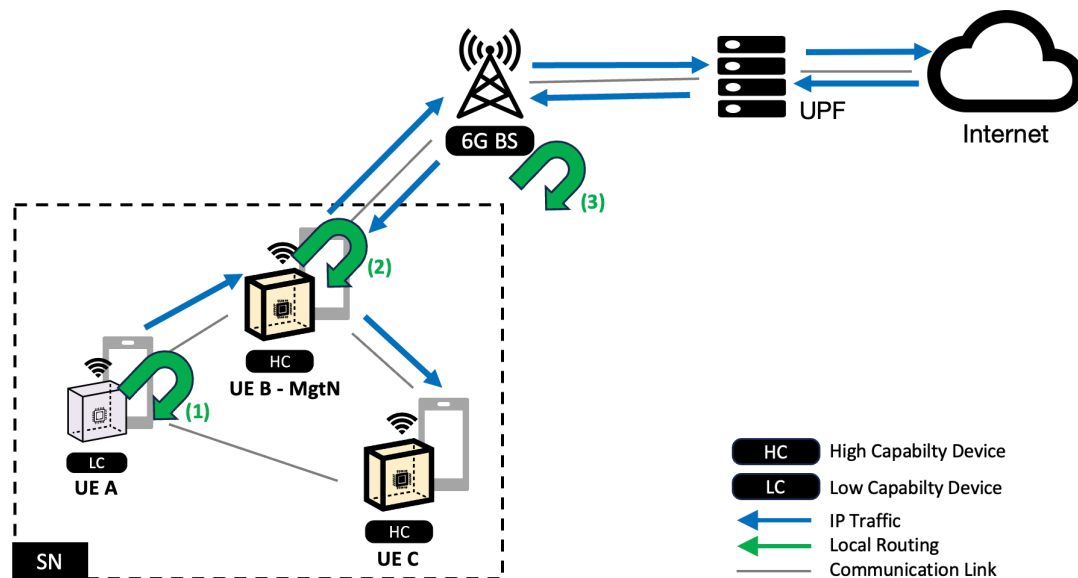 6G BS
UPF
Internet
(3)
(2)
HC
UE B - MgtN
(1)
LC
UE A
HC
UE C
SN
HC High Capabilty Device
LC Low Capabilty Device
IP Traffic
Local Routing
Communication Link